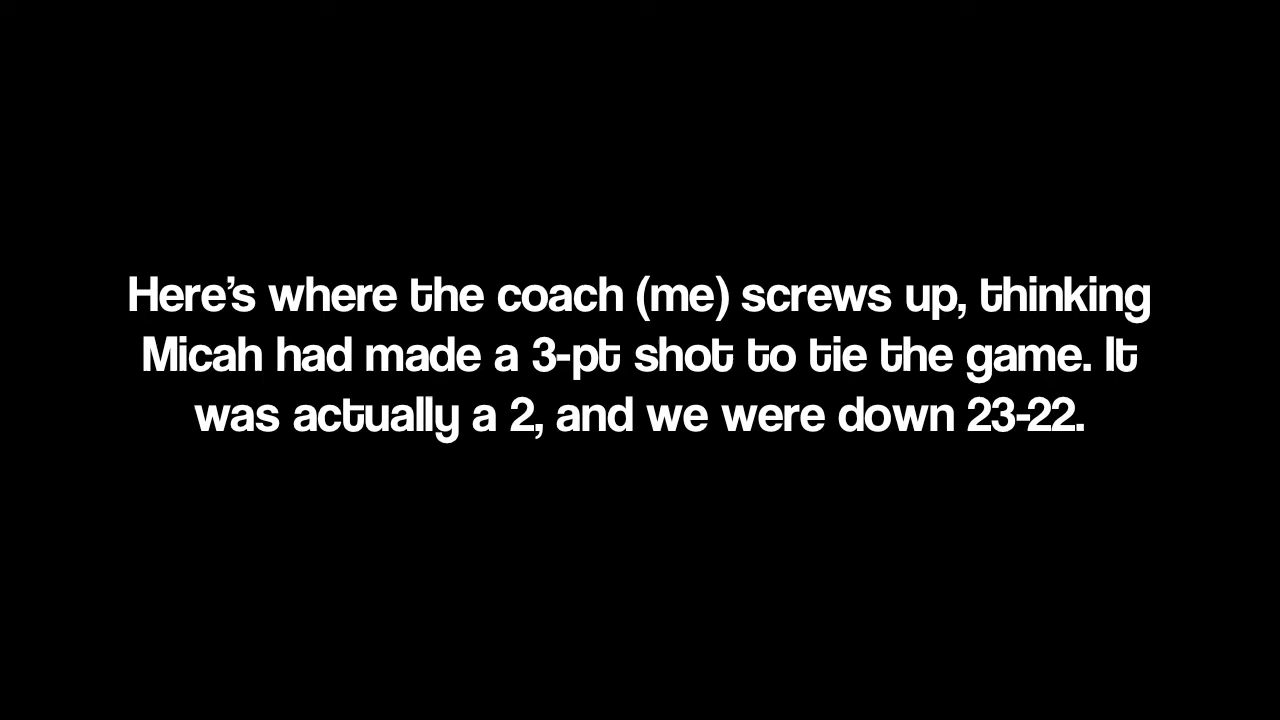 Here’s where the coach (me) screws up, thinking
Micah had made a 3-pt shot to tie the game. It
was actually a 2, and we were down 23-22.